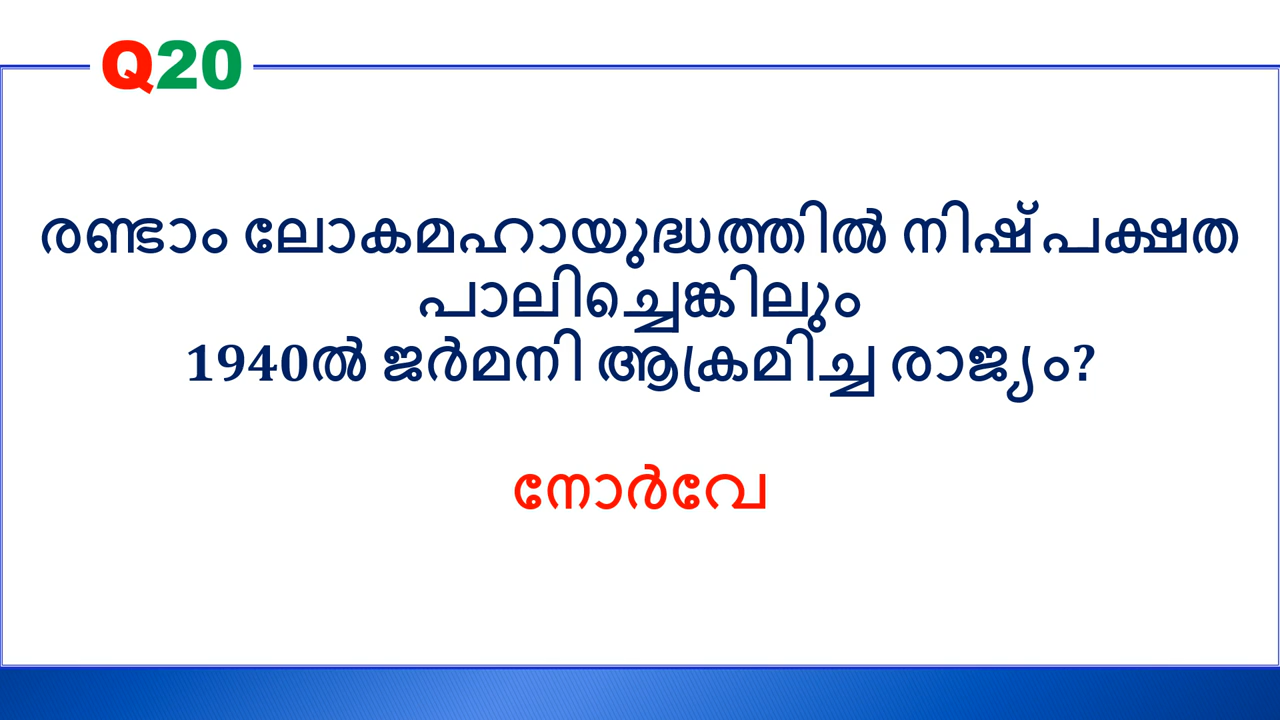 Q20
രണ്ടാം ലോകമഹായുദ്ധത്തിൽ നിഷ്പക്ഷത
പാലിച്ചെങ്കിലും
1940ൽ ജർമനി ആക്രമിച്ച രാജ്യം?
നോർവേ